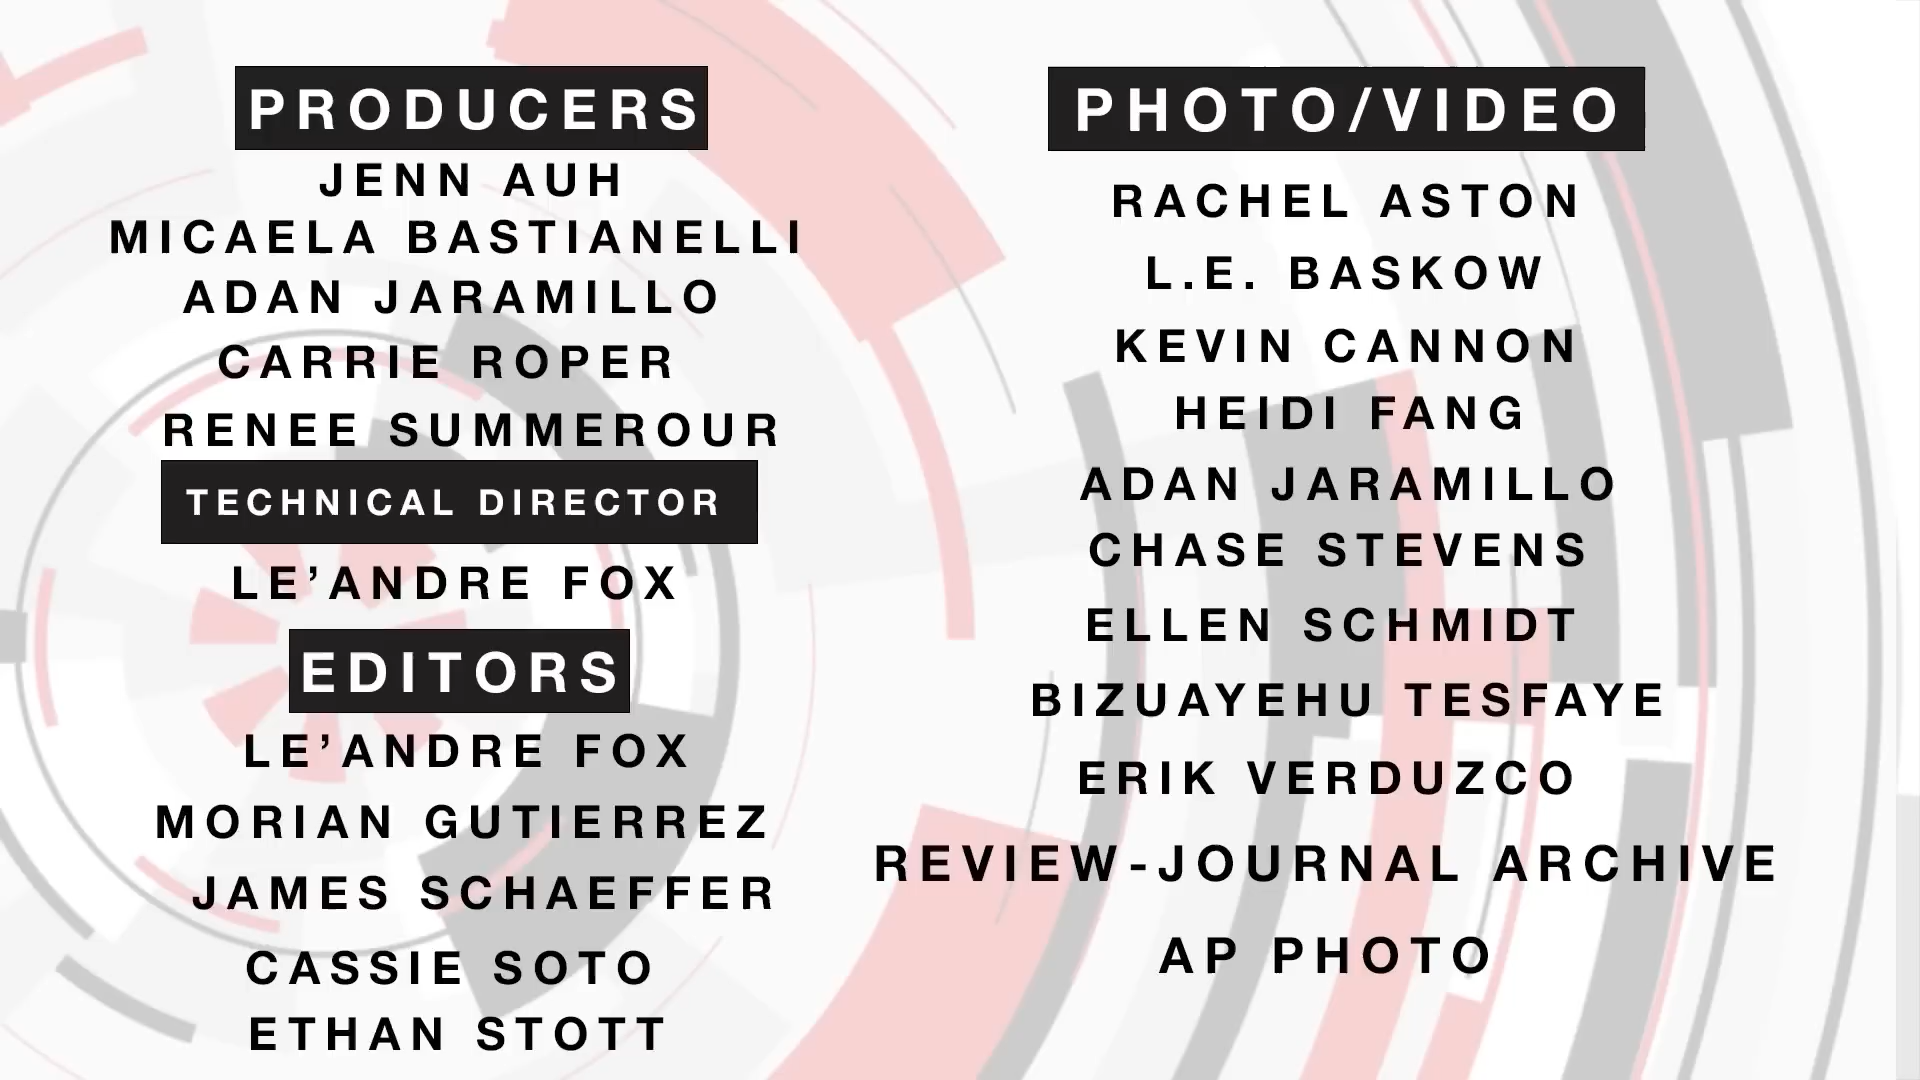 PRODUCERS
JENN AUH
MICAELA BASTIANELLI
ADAN JARAMILLO
CARRIE ROPER
RENEE SUMMEROUR
TECHNICAL DIRECTOR
LE’ANDRE FOX
EDITORS
LE’ANDRE FOX
MORIAN GUTIERREZ
JAMES SCHAEFFER
CASSIE SOTO
ETHAN STOTT
PHOTO/VIDEO
RACHEL ASTON
L.E. BASKOW
KEVIN CANNON
HEIDI FANG
ADAN JARAMILLO
CHASE STEVENS
ELLEN SCHMIDT
BIZUAYEHU TESFAYE
ERIK VERDUZCO
REVIEW-JOURNAL ARCHIVE
AP PHOTO